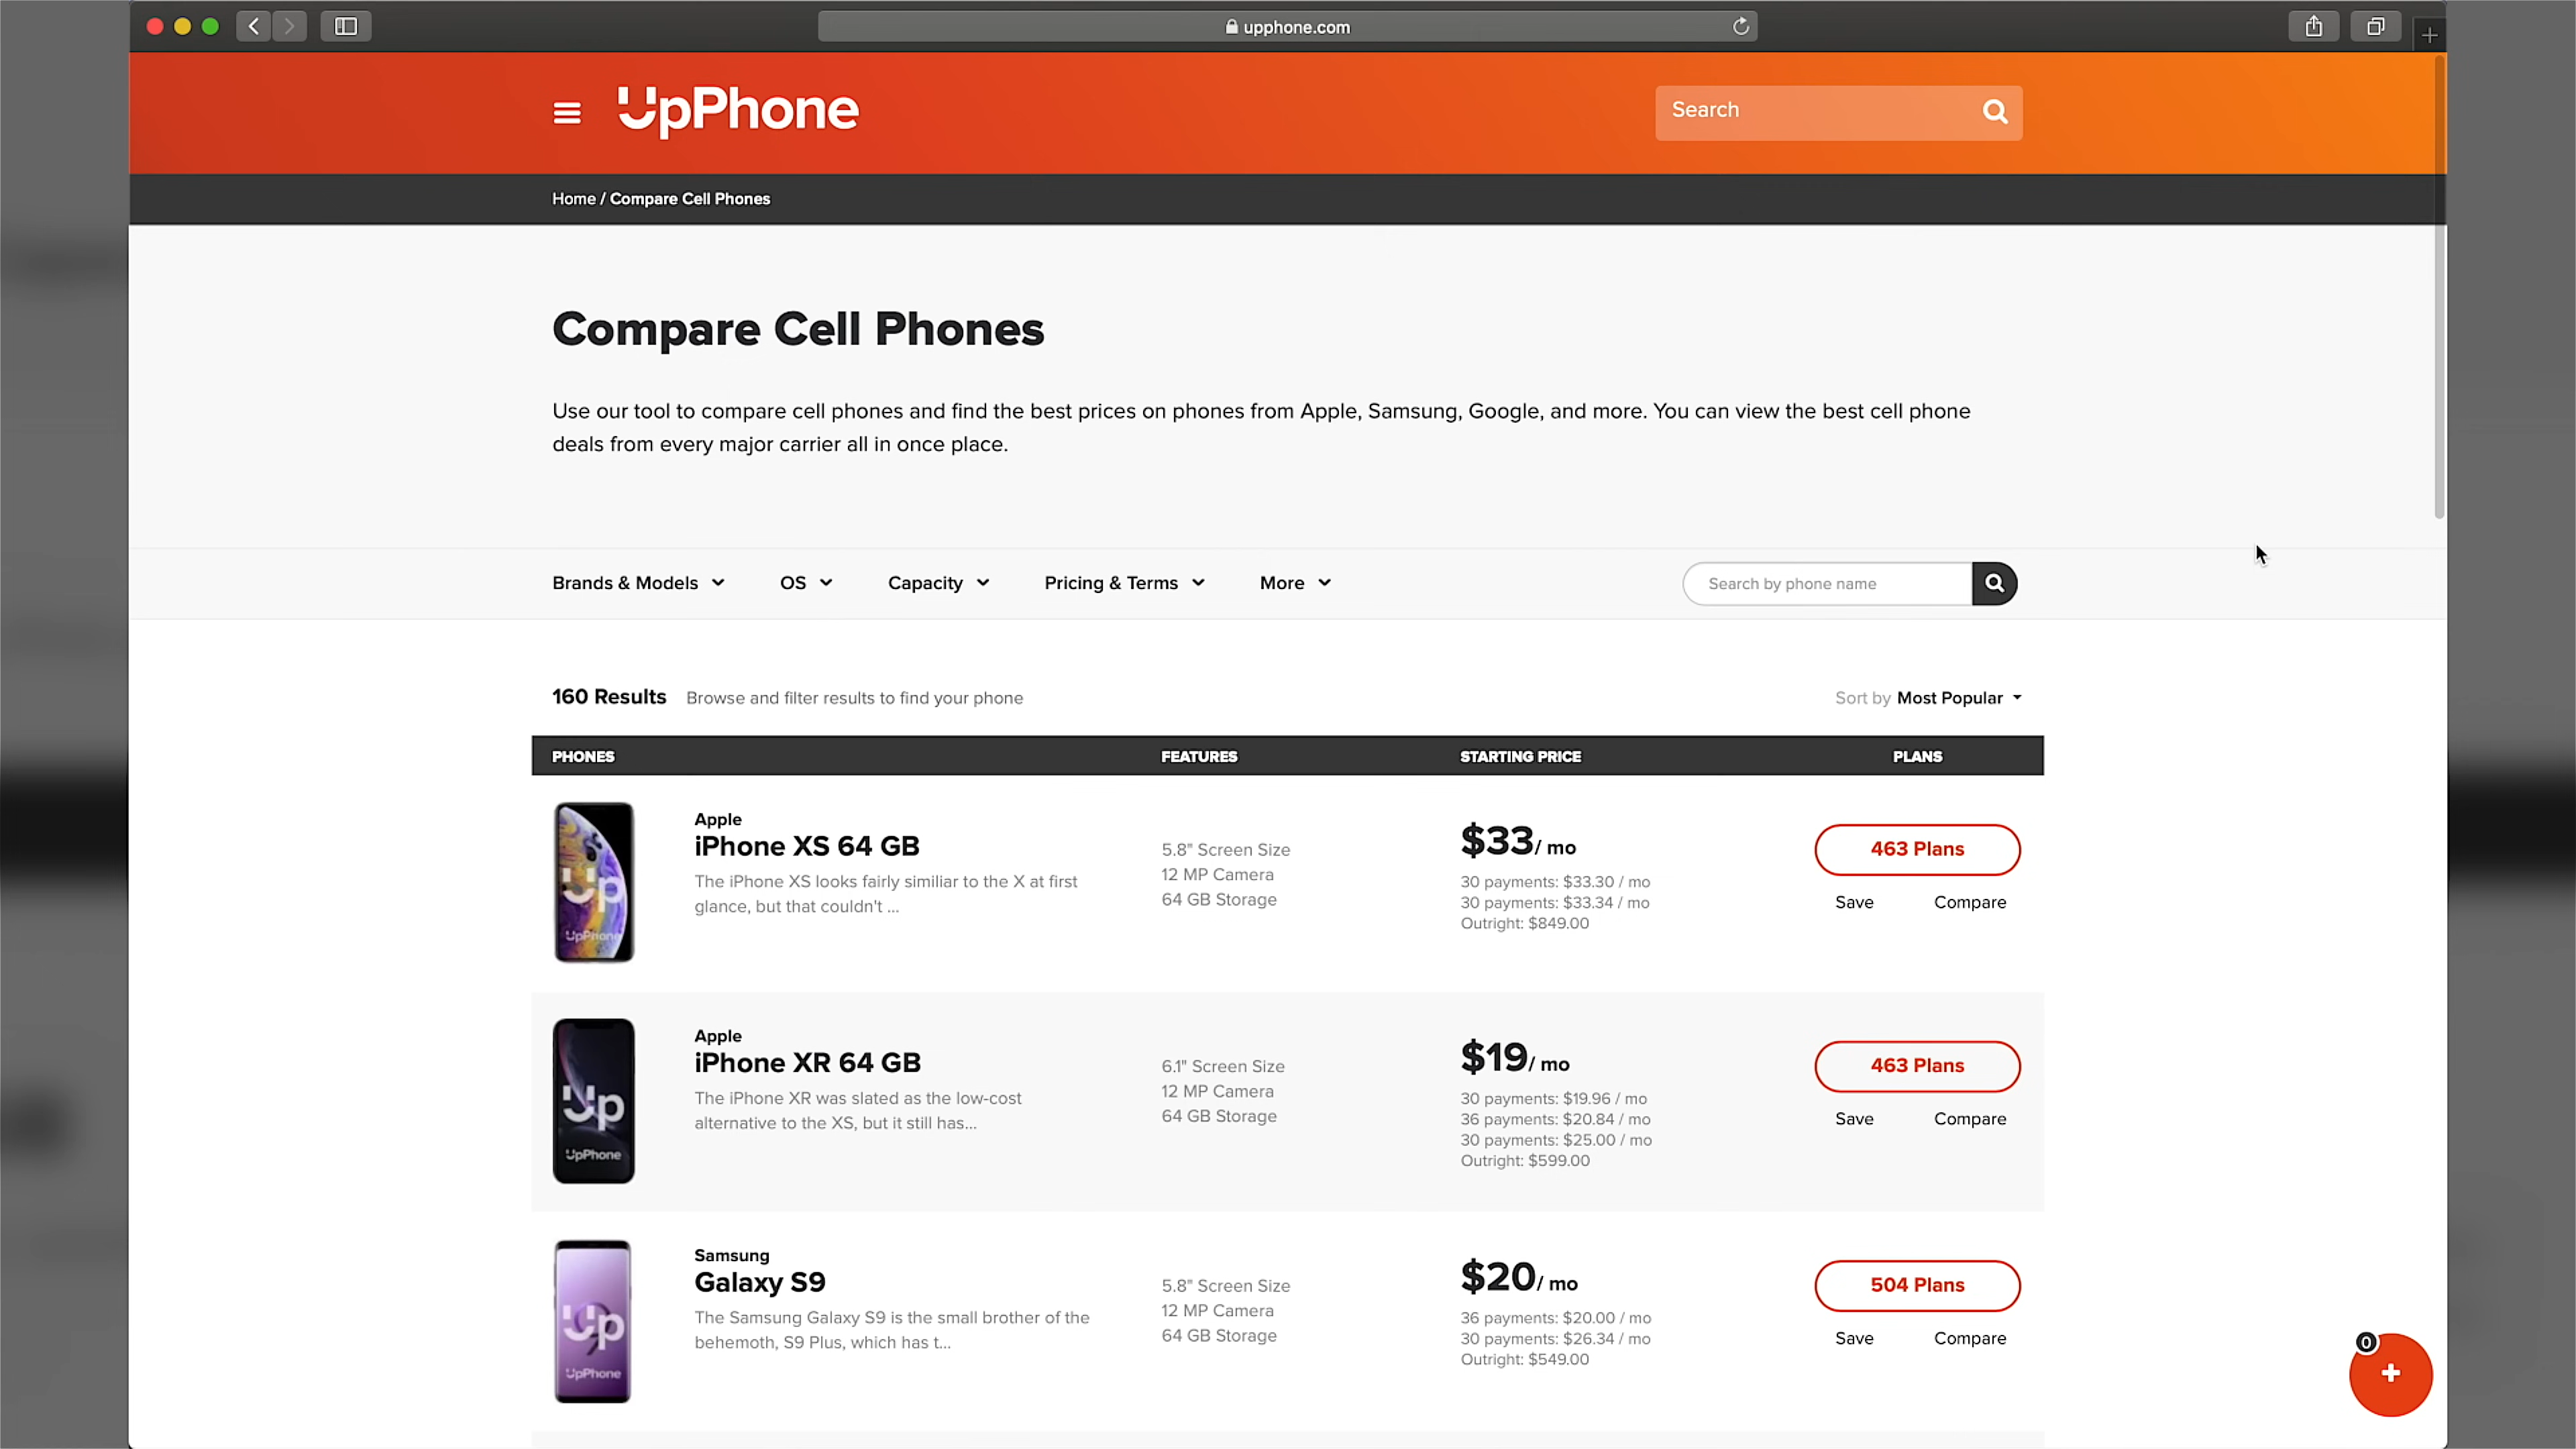 upphone.com
UpPhone
Search
Home / Compare Cell Phones
Compare Cell Phones
Use our tool to compare cell phones and find the best prices on phones from Apple, Samsung, Google, and more. You can view the best cell phone
deals from every major carrier all in once place.
Brands & Models OS Capacity Pricing & Terms More Search by phone name
160 Results Browse and filter results to find your phone Sort by Most Popular
PHONES FEATURES STARTING PRICE PLANS
Up
UpPhone
Apple
iPhone XS 64 GB
The iPhone XS looks fairly similiar to the X at first
glance, but that couldn't ...
5.8" Screen Size
12 MP Camera
64 GB Storage
$33/ mo
30 payments: $33.30 / mo
30 payments: $33.34 / mo
Outright: $849.00
463 Plans
Save Compare
Up
UpPhone
Apple
iPhone XR 64 GB
The iPhone XR was slated as the low-cost
alternative to the XS, but it still has...
6.1" Screen Size
12 MP Camera
64 GB Storage
$19/ mo
30 payments: $19.96 / mo
36 payments: $20.84 / mo
30 payments: $25.00 / mo
Outright: $599.00
463 Plans
Save Compare
Up
UpPhone
Samsung
Galaxy S9
The Samsung Galaxy S9 is the small brother of the
behemoth, S9 Plus, which has t...
5.8" Screen Size
12 MP Camera
64 GB Storage
$20/ mo
36 payments: $20.00 / mo
30 payments: $26.34 / mo
Outright: $549.00
504 Plans
Save Compare
0
+